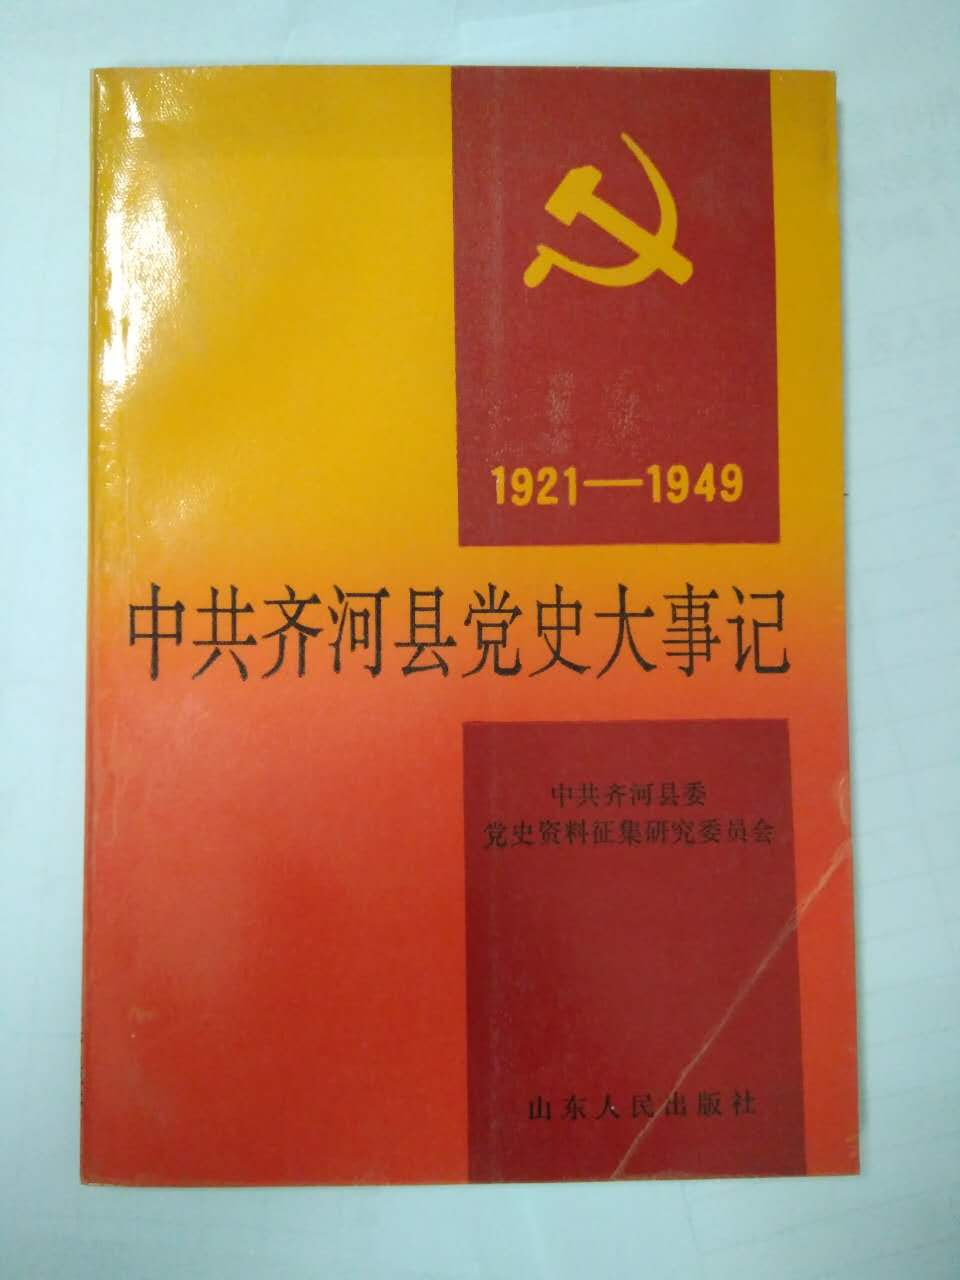 1921—1949
中共齐河县党史大事记
中共齐河县委
党史资料征集研究委员会
山东人民出版社